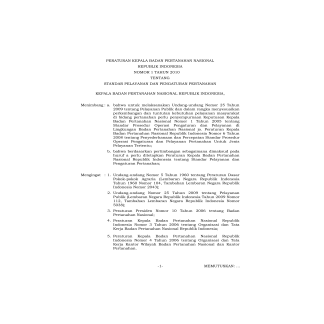 PERATURAN KEPALA BADAN PERTANAHAN NASIONAL
REPUBLIK INDONESIA
NOMOR 1 TAHUN 2010
TENTANG
STANDAR PELAYANAN DAN PENGATURAN PERTANAHAN
KEPALA BADAN PERTANAHAN NASIONAL REPUBLIK INDONESIA,
Menimbang : a. bahwa untuk melaksanakan Undang-undang Nomor 25 Tahun
2009 tentang Pelayanan Publik dan dalam rangka menyesuaikan
perkembangan dan tuntutan kebutuhan pelayanan masyarakat
di bidang pertanahan perlu penyempurnaan Keputusan Kepala
Badan Pertanahan Nasional Nomor 1 Tahun 2005 tentang
Standar Prosedur Operasi Pengaturan dan Pelayanan di
Lingkungan Badan Pertanahan Nasional jo. Peraturan Kepala
Badan Pertanahan Nasional Republik Indonesia Nomor 6 Tahun
2008 tentang Penyederhanaan dan Percepatan Standar Prosedur
Operasi Pengaturan dan Pelayanan Pertanahan Untuk Jenis
Pelayanan Tertentu;
b. bahwa berdasarkan pertimbangan sebagaimana dimaksud pada
huruf a perlu ditetapkan Peraturan Kepala Badan Pertanahan
Nasional Republik Indonesia tentang Standar Pelayanan dan
Pengaturan Pertanahan;
Mengingat : 1. Undang-undang Nomor 5 Tahun 1960 tentang Peraturan Dasar
Pokok-pokok Agraria (Lembaran Negara Republik Indonesia
Tahun 1960 Nomor 104, Tambahan Lembaran Negara Republik Indonesia
Nomor 2043);
2. Undang-undang Nomor 25 Tahun 2009 tentang Pelayanan
Publik (Lembaran Negara Republik Indonesia Tahun 2009 Nomor
112, Tambahan Lembaran Negara Republik Indonesia Nomor
5038);
3. Peraturan Presiden Nomor 10 Tahun 2006 tentang Badan
Pertanahan Nasional;
4. Peraturan Kepala Badan Pertanahan Nasional Republik
Indonesia Nomor 3 Tahun 2006 tentang Organisasi dan Tata
Kerja Badan Pertanahan Nasional Republik Indonesia;
5. Peraturan Kepala Badan Pertanahan Nasional Republik
Indonesia Nomor 4 Tahun 2006 tentang Organisasi dan Tata
Kerja Kantor Wilayah Badan Pertanahan Nasional dan Kantor
Pertanahan.
-1-
MEMUTUSKAN: ...